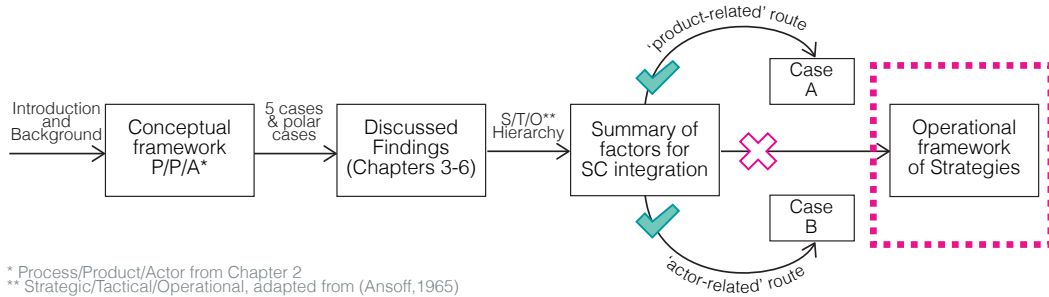 Introduction
and
Background
Conceptual
framework
P/P/A*
5 cases
& polar
cases
Discussed
Findings
(Chapters 3-6)
S/T/O**
Hierarchy
Summary of
factors for
SC integration
'product-related' route
Case
A
Case
B
'actor-related' route
Operational
framework
of Strategies
* Process/Product/Actor from Chapter 2
** Strategic/Tactical/Operational, adapted from (Ansoff,1965)